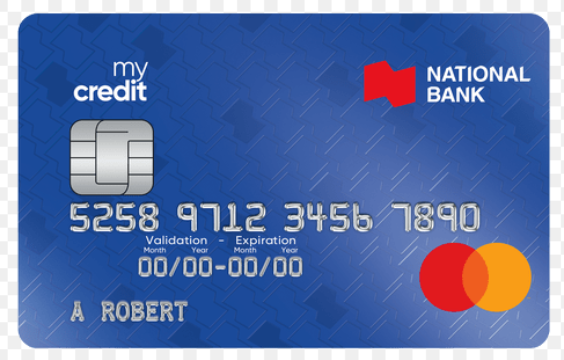 my
credit
NATIONAL
BANK
5258 9712 3456 7890
Validation - Expiration
Month Year Month Year
00/00-00/00
A ROBERT